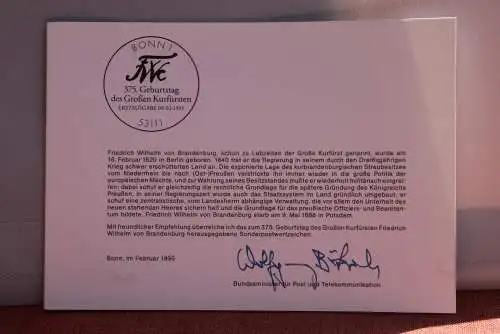 BONN 1
FWC
375. Geburtstag
des Großen Kurfürsten
ERSTAUSGABE 09.02.1995
53111
Friedrich Wilhelm von Brandenburg, schon zu Lebzeiten der Große Kurfürst genannt, wurde am
16. Februar 1620 in Berlin geboren. 1640 trat er die Regierung in seinem durch den Dreißigjährigen
Krieg schwer erschütterten Land an. Die exponierte Lage des kurbrandenburgischen Streubesitzes
vom Niederrhein bis nach (Ost-)Preußen verstrickte ihn immer wieder in die große Politik der
europäischen Mächte, und zur Wahrung seines Besitzstandes mußte er wiederholt militärisch eingrei-
fen; dabei schuf er gleichzeitig die rechtliche Grundlage für die spätere Gründung des Königreichs
Preußen. In seiner Regierungszeit wurde auch das Staatssystem im Land gründlich umgebaut, er
schuf eine zentralistische, vom Landesherrn abhängige Verwaltung, die vor allem den Unterhalt des
neuen stehenden Heeres sichern half und die Grundlage für das preußische Offiziers- und Beamten-
tum bildete. Friedrich Wilhelm von Brandenburg starb am 9. Mai 1688 in Potsdam.
Mit freundlicher Empfehlung überreiche ich das zum 375. Geburtstag des Großen Kurfürsten Friedrich
Wilhelm von Brandenburg herausgegebene Sonderpostwertzeichen.
Bonn, im Februar 1995
Wolfgang Bötsch
Bundesminister für Post und Telekommunikation